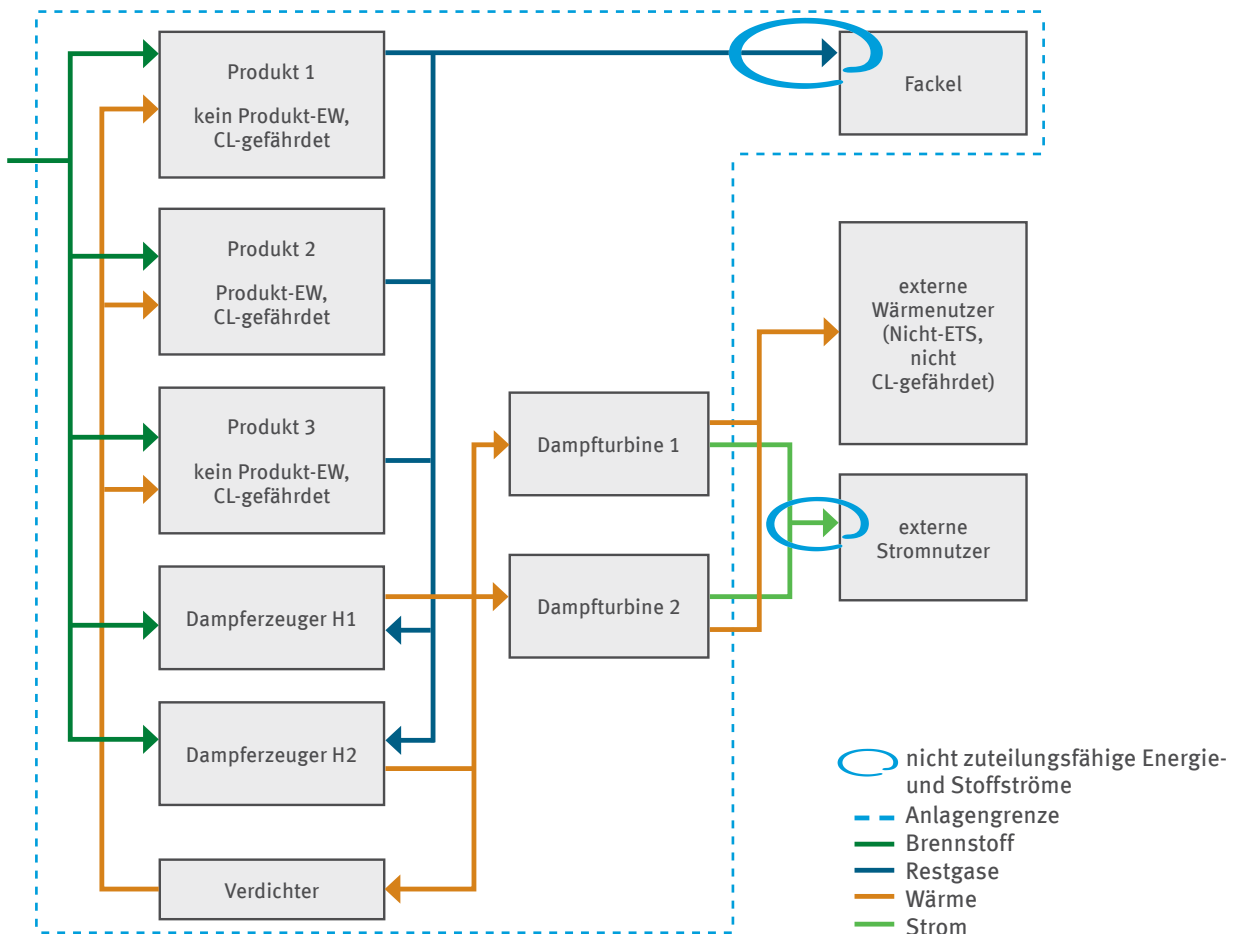 Produkt 1
kein Produkt-EW,
CL-gefährdet
Fackel
Produkt 2
Produkt-EW,
CL-gefährdet
externe
Wärmenutzer
(Nicht-ETS,
nicht
CL-gefährdet)
Produkt 3
kein Produkt-EW,
CL-gefährdet
Dampfturbine 1
externe
Stromnutzer
Dampferzeuger H1
Dampfturbine 2
Dampferzeuger H2
Verdichter
nicht zuteilungsfähige Energie-
und Stoffströme
Anlagengrenze
Brennstoff
Restgase
Wärme
Strom